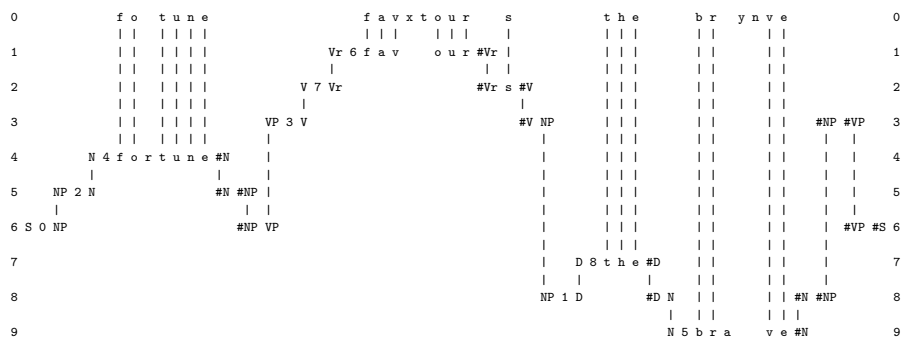 0 f o t u n e f a v x t o u r s t h e b r y n v e 0
1 Vr 6 f a v o u r #Vr 1
2 V 7 Vr #Vr s #V 2
3 VP 3 V #V NP #NP #VP 3
4 N 4 f o r t u n e #N 4
5 NP 2 N #N #NP 5
6 S 0 NP #NP VP #VP #S 6
7 D 8 t h e #D 7
8 NP 1 D #D N #N #NP 8
9 N 5 b r a v e #N 9